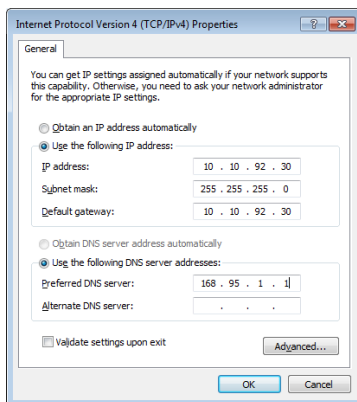 Internet Protocol Version 4 (TCP/IPv4) Properties
General
You can get IP settings assigned automatically if your network supports
this capability. Otherwise, you need to ask your network administrator
for the appropriate IP settings.
Obtain an IP address automatically
Use the following IP address:
IP address: 10 . 10 . 92 . 30
Subnet mask: 255 . 255 . 255 . 0
Default gateway: 10 . 10 . 92 . 30
Obtain DNS server address automatically
Use the following DNS server addresses:
Preferred DNS server: 168 . 95 . 1 . 1
Alternate DNS server: . . .
Validate settings upon exit
Advanced...
OK Cancel